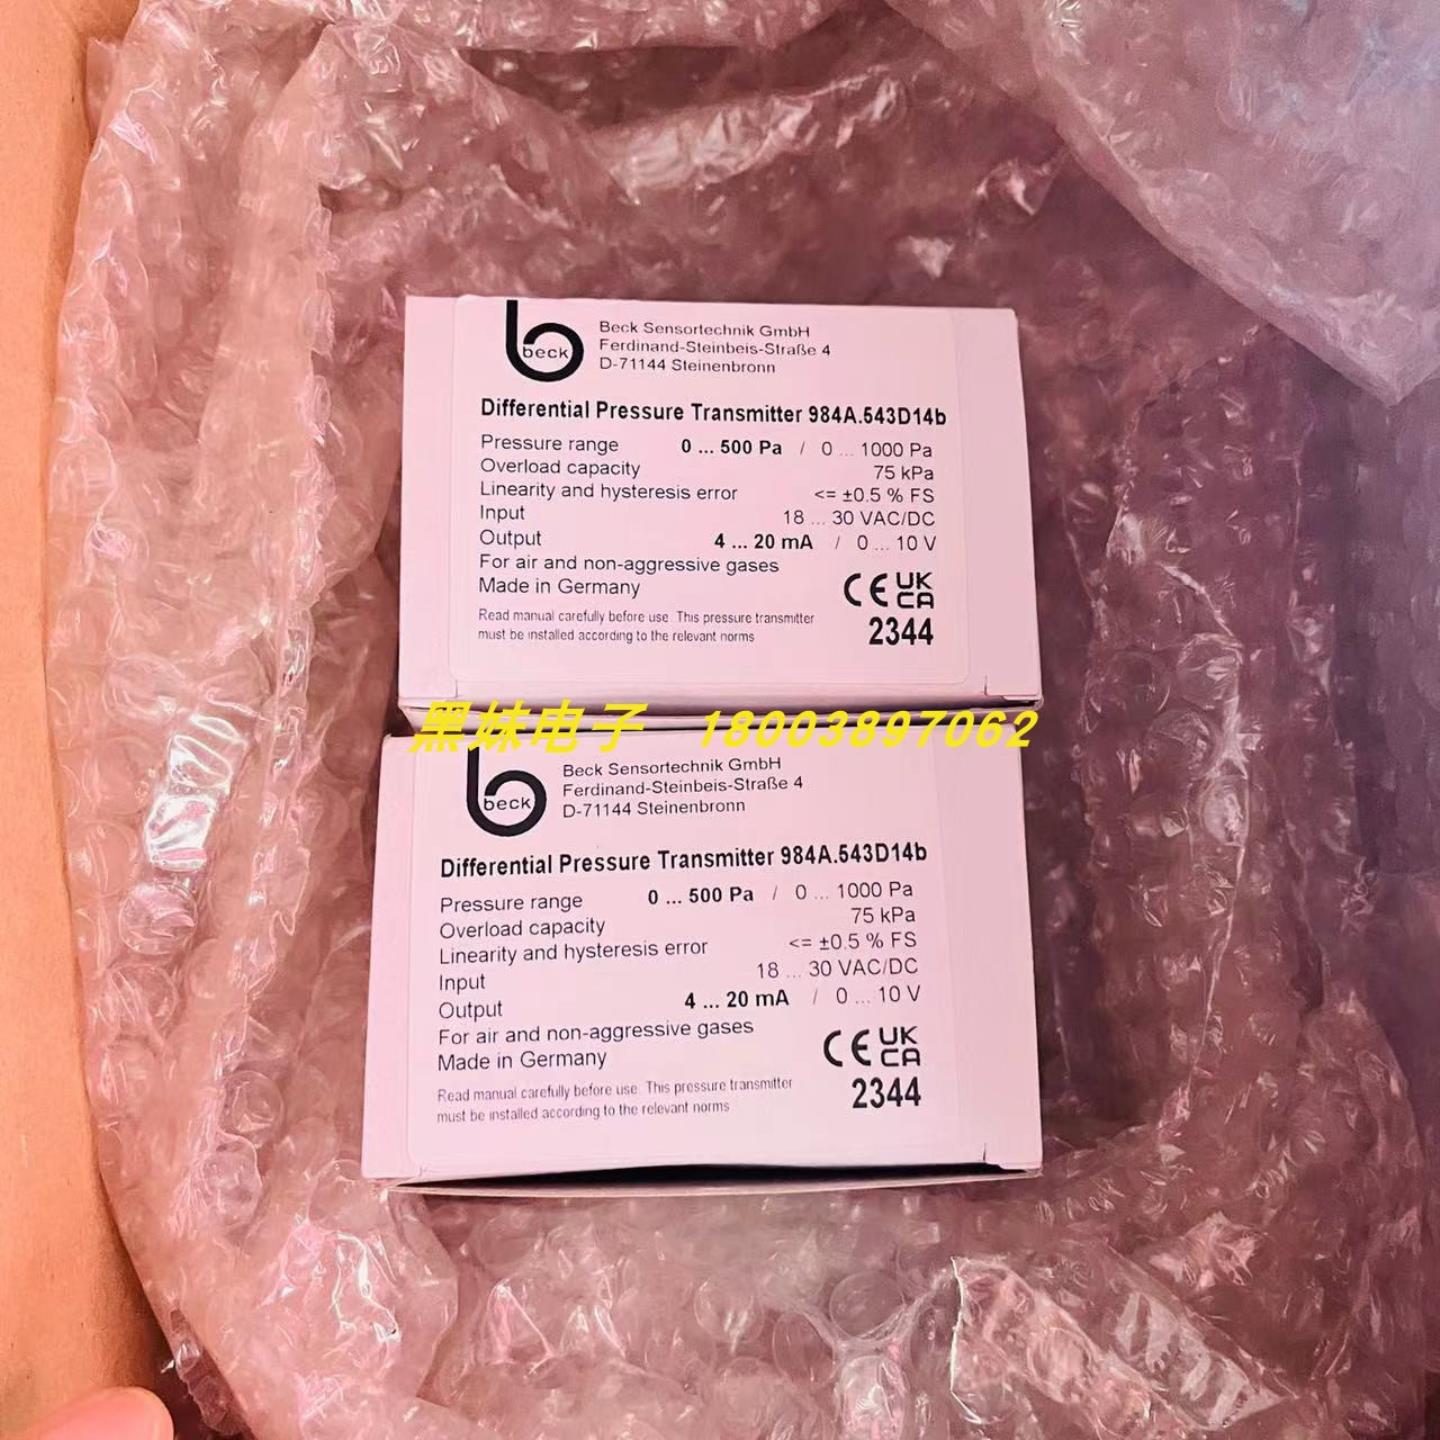 beck
Beck Sensortechnik GmbH
Ferdinand-Steinbeis-Straße 4
D-71144 Steinenbronn
Differential Pressure Transmitter 984A.543D14b
Pressure range 0 ... 500 Pa / 0 ... 1000 Pa
Overload capacity 75 kPa
Linearity and hysteresis error <= ±0.5 % FS
Input 18 ... 30 VAC/DC
Output 4 ... 20 mA / 0 ... 10 V
For air and non-aggressive gases
Made in Germany
CE UK
CA
Read manual carefully before use. This pressure transmitter
must be installed according to the relevant norms
2344
黑妹电子 18003897062
beck
Beck Sensortechnik GmbH
Ferdinand-Steinbeis-Straße 4
D-71144 Steinenbronn
Differential Pressure Transmitter 984A.543D14b
Pressure range 0 ... 500 Pa / 0 ... 1000 Pa
Overload capacity 75 kPa
Linearity and hysteresis error <= ±0.5 % FS
Input 18 ... 30 VAC/DC
Output 4 ... 20 mA / 0 ... 10 V
For air and non-aggressive gases
Made in Germany
CE UK
CA
Read manual carefully before use. This pressure transmitter
must be installed according to the relevant norms
2344